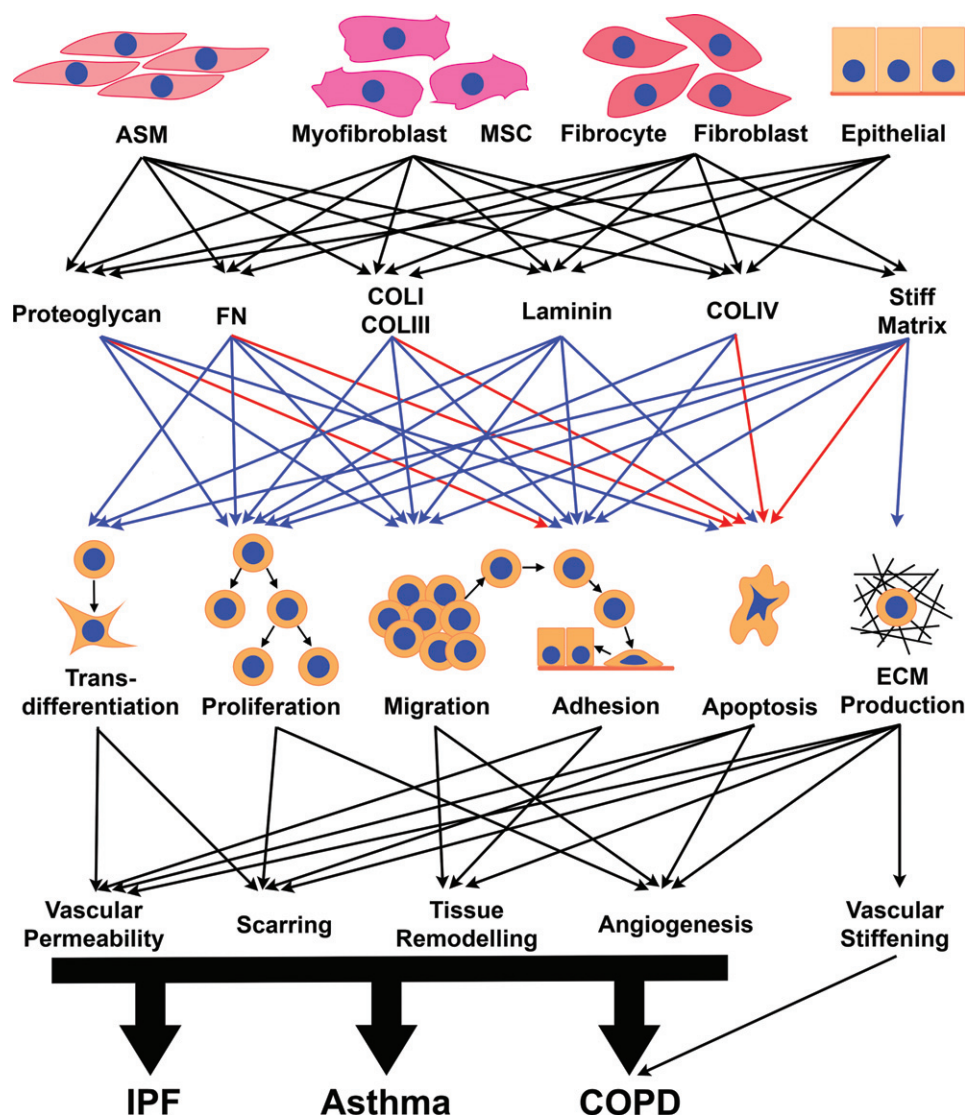 ASM
Myofibroblast
MSC
Fibrocyte
Fibroblast
Epithelial
Proteoglycan
FN
COLI
COLIII
Laminin
COLIV
Stiff
Matrix
Trans-
differentiation
Proliferation
Migration
Adhesion
Apoptosis
ECM
Production
Vascular
Permeability
Scarring
Tissue
Remodelling
Angiogenesis
Vascular
Stiffening
IPF
Asthma
COPD